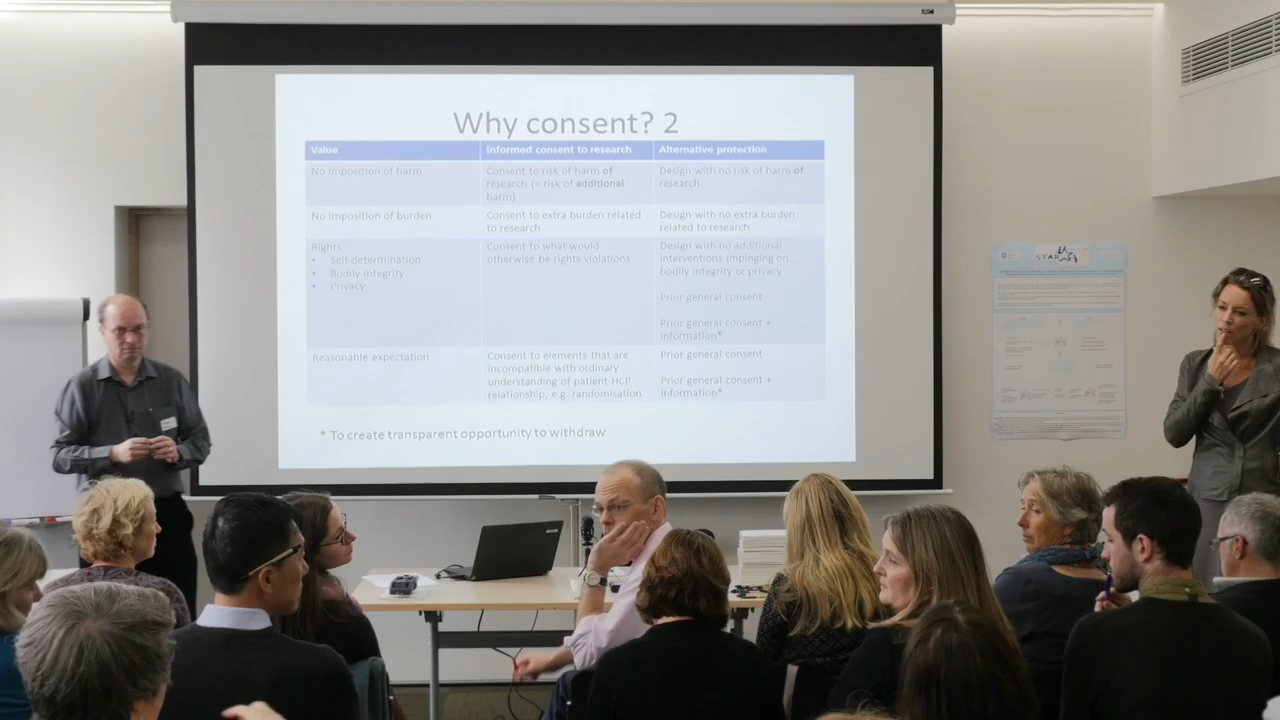 Why consent? 2
Value Informed consent to research Alternative protection
No imposition of harm
Consent to risk of harm of
research (= risk of additional
harm)
Design with no risk of harm of
research
No imposition of burden
Consent to extra burden related
to research
Design with no extra burden
related to research
Rights
• Self-determination
• Bodily integrity
• Privacy
Consent to what would
otherwise be rights violations
Design with no additional
interventions impinging on
bodily integrity or privacy
Prior general consent
Prior general consent +
information*
Reasonable expectation
Consent to elements that are
incompatible with ordinary
understanding of patient-HCP
relationship, e.g. randomisation
Prior general consent
Prior general consent +
information*
* To create transparent opportunity to withdraw
STAR